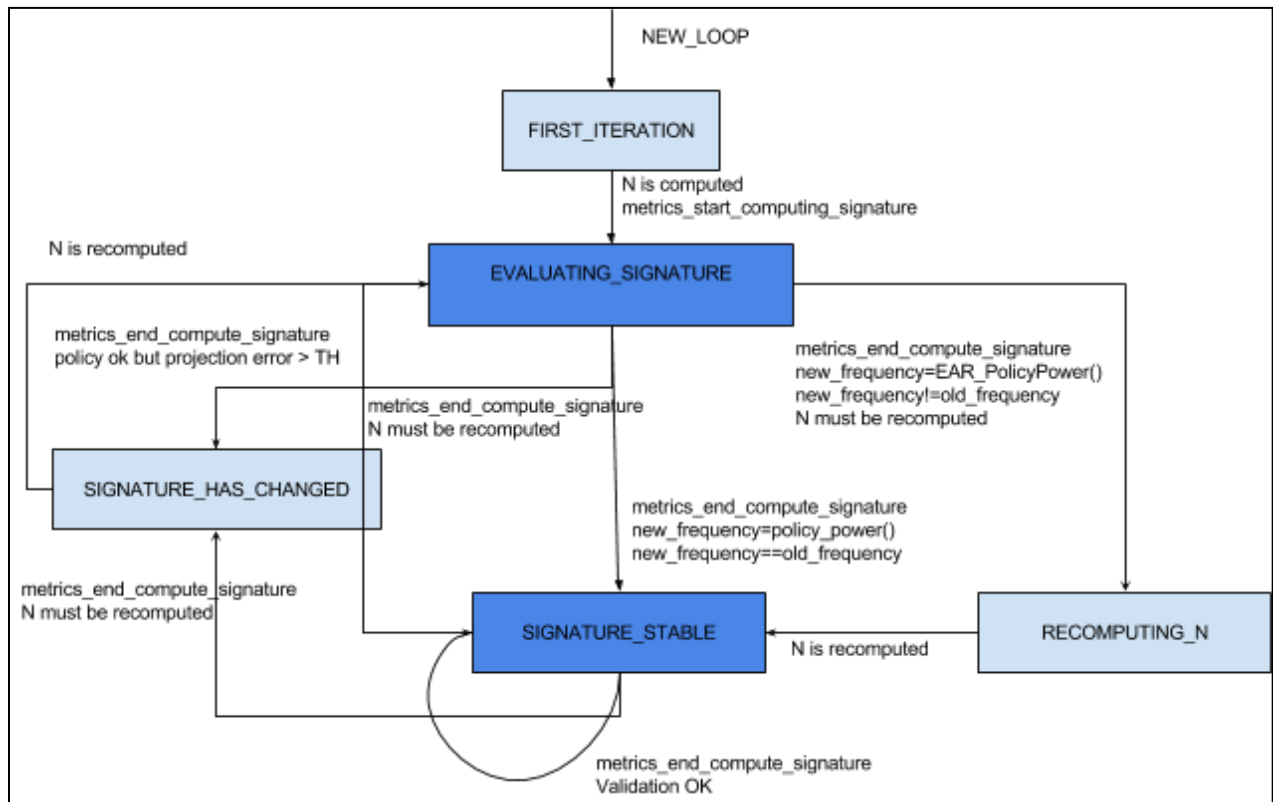 NEW_LOOP
FIRST_ITERATION
N is computed
metrics_start_computing_signature
N is recomputed
EVALUATING_SIGNATURE
metrics_end_compute_signature
policy ok but projection error > TH
metrics_end_compute_signature
new_frequency=EAR_PolicyPower()
new_frequency!=old_frequency
N must be recomputed
metrics_end_compute_signature
N must be recomputed
SIGNATURE_HAS_CHANGED
metrics_end_compute_signature
new_frequency=policy_power()
new_frequency==old_frequency
metrics_end_compute_signature
N must be recomputed
SIGNATURE_STABLE
N is recomputed
RECOMPUTING_N
metrics_end_compute_signature
Validation OK